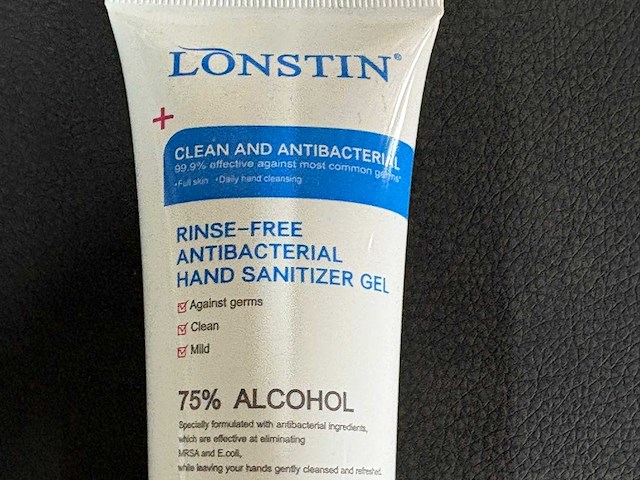 LONSTIN®
CLEAN AND ANTIBACTERIAL
99.9% effective against most common germs*
•Full skin •Daily hand cleansing
RINSE-FREE
ANTIBACTERIAL
HAND SANITIZER GEL
Against germs
Clean
Mild
75% ALCOHOL
Specially formulated with antibacterial ingredients,
which are effective at eliminating
MRSA and E.coli,
while leaving your hands gently cleansed and refreshed.